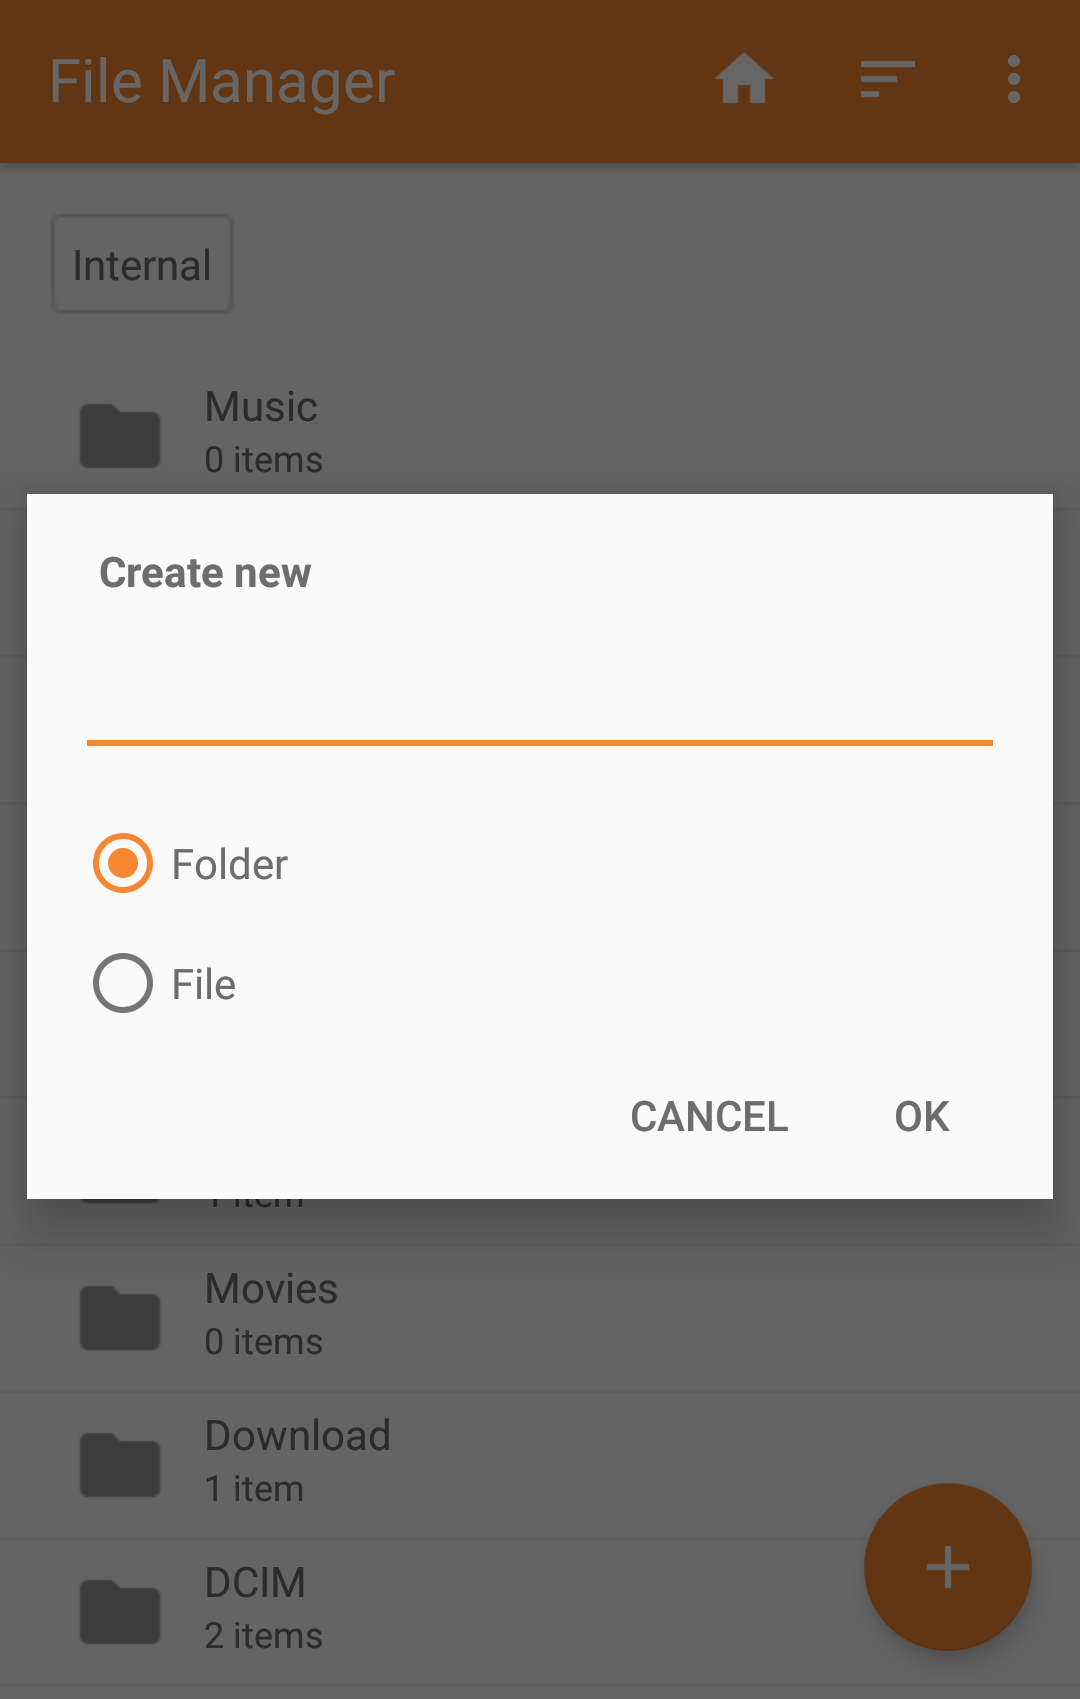 File Manager
Internal
Music
0 items
Create new
Folder
File
CANCEL OK
Movies
0 items
Download
1 item
DCIM
2 items